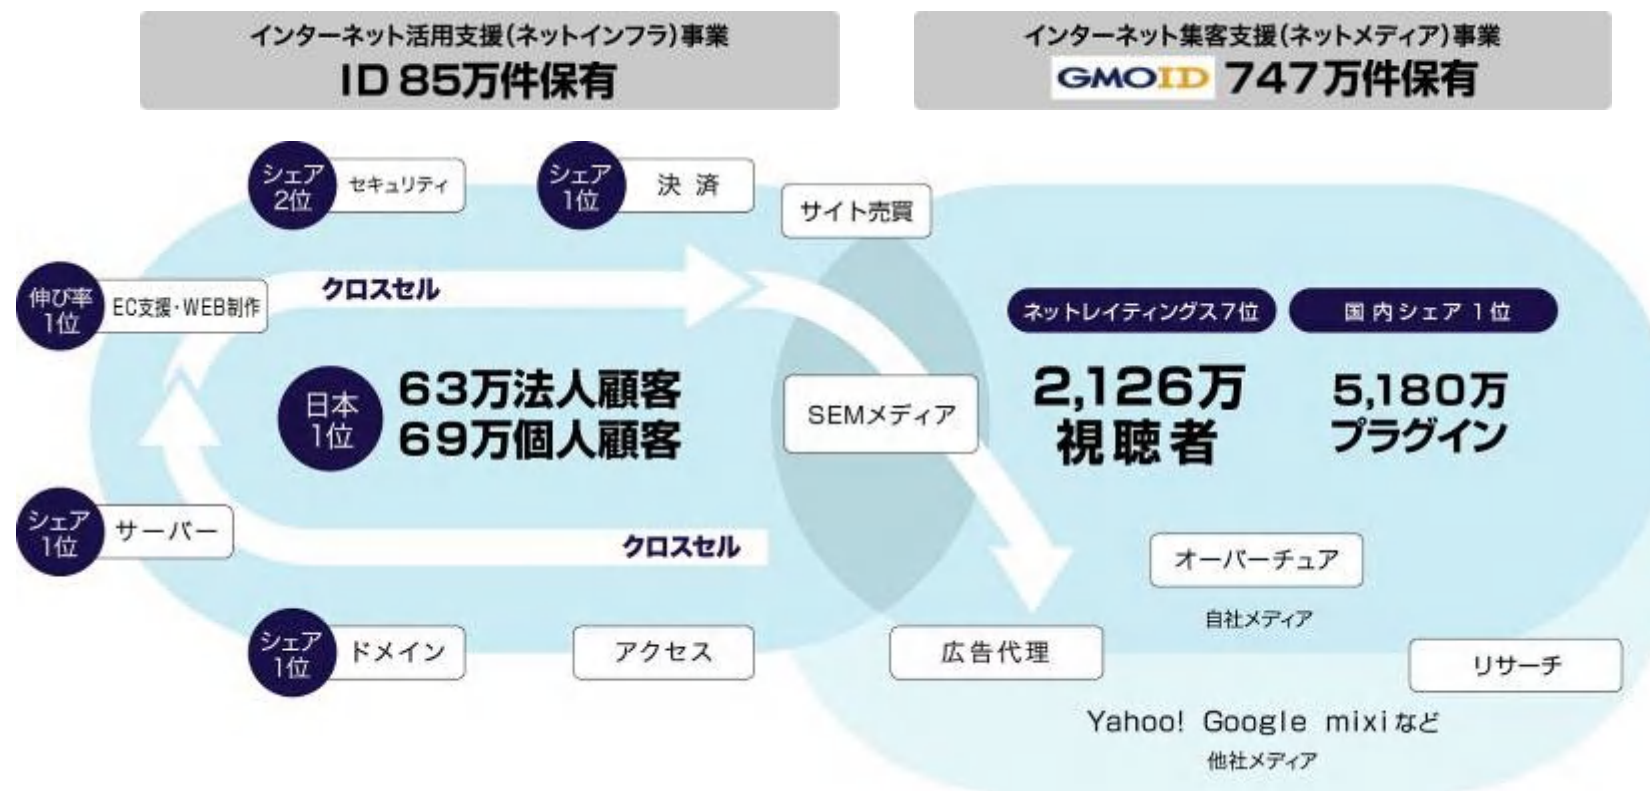 インターネット活用支援(ネットインフラ)事業
ID 85万件保有
インターネット集客支援(ネットメディア)事業
GMOID 747万件保有
シェア
2位
セキュリティ
シェア
1位
決済
サイト売買
伸び率
1位
EC支援・WEB制作
クロスセル
日本
1位
63万法人顧客
69万個人顧客
SEMメディア
ネットレイティングス7位
2,126万
視聴者
国内シェア1位
5,180万
プラグイン
シェア
1位
サーバー
クロスセル
シェア
1位
ドメイン
アクセス
広告代理
オーバーチュア
自社メディア
リサーチ
Yahoo! Google mixiなど
他社メディア